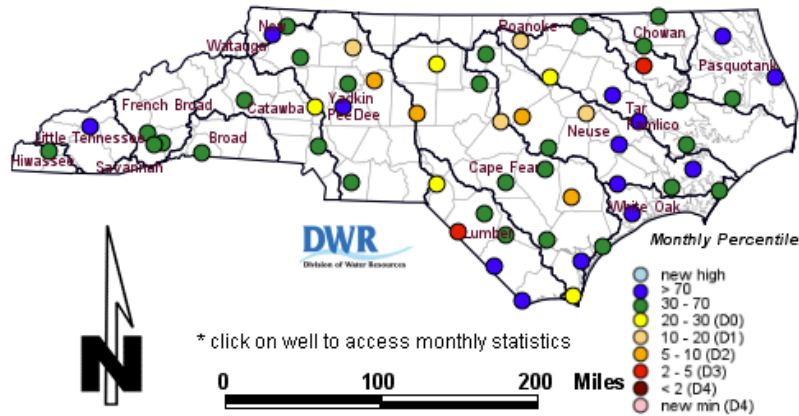 New
Watauga
Roanoke
Chowan
Pasquotank
French Broad
Catawba
Yadkin
PeeDee
Tar
Pamlico
Little Tennessee
Hiwassee
Savannah
Broad
Neuse
Cape Fear
White Oak
Lumber
DWR
Division of Water Resources
Monthly Percentile
new high
> 70
30 - 70
20 - 30 (D0)
10 - 20 (D1)
5 - 10 (D2)
2 - 5 (D3)
< 2 (D4)
new min (D4)
* click on well to access monthly statistics
N
0 100 200 Miles